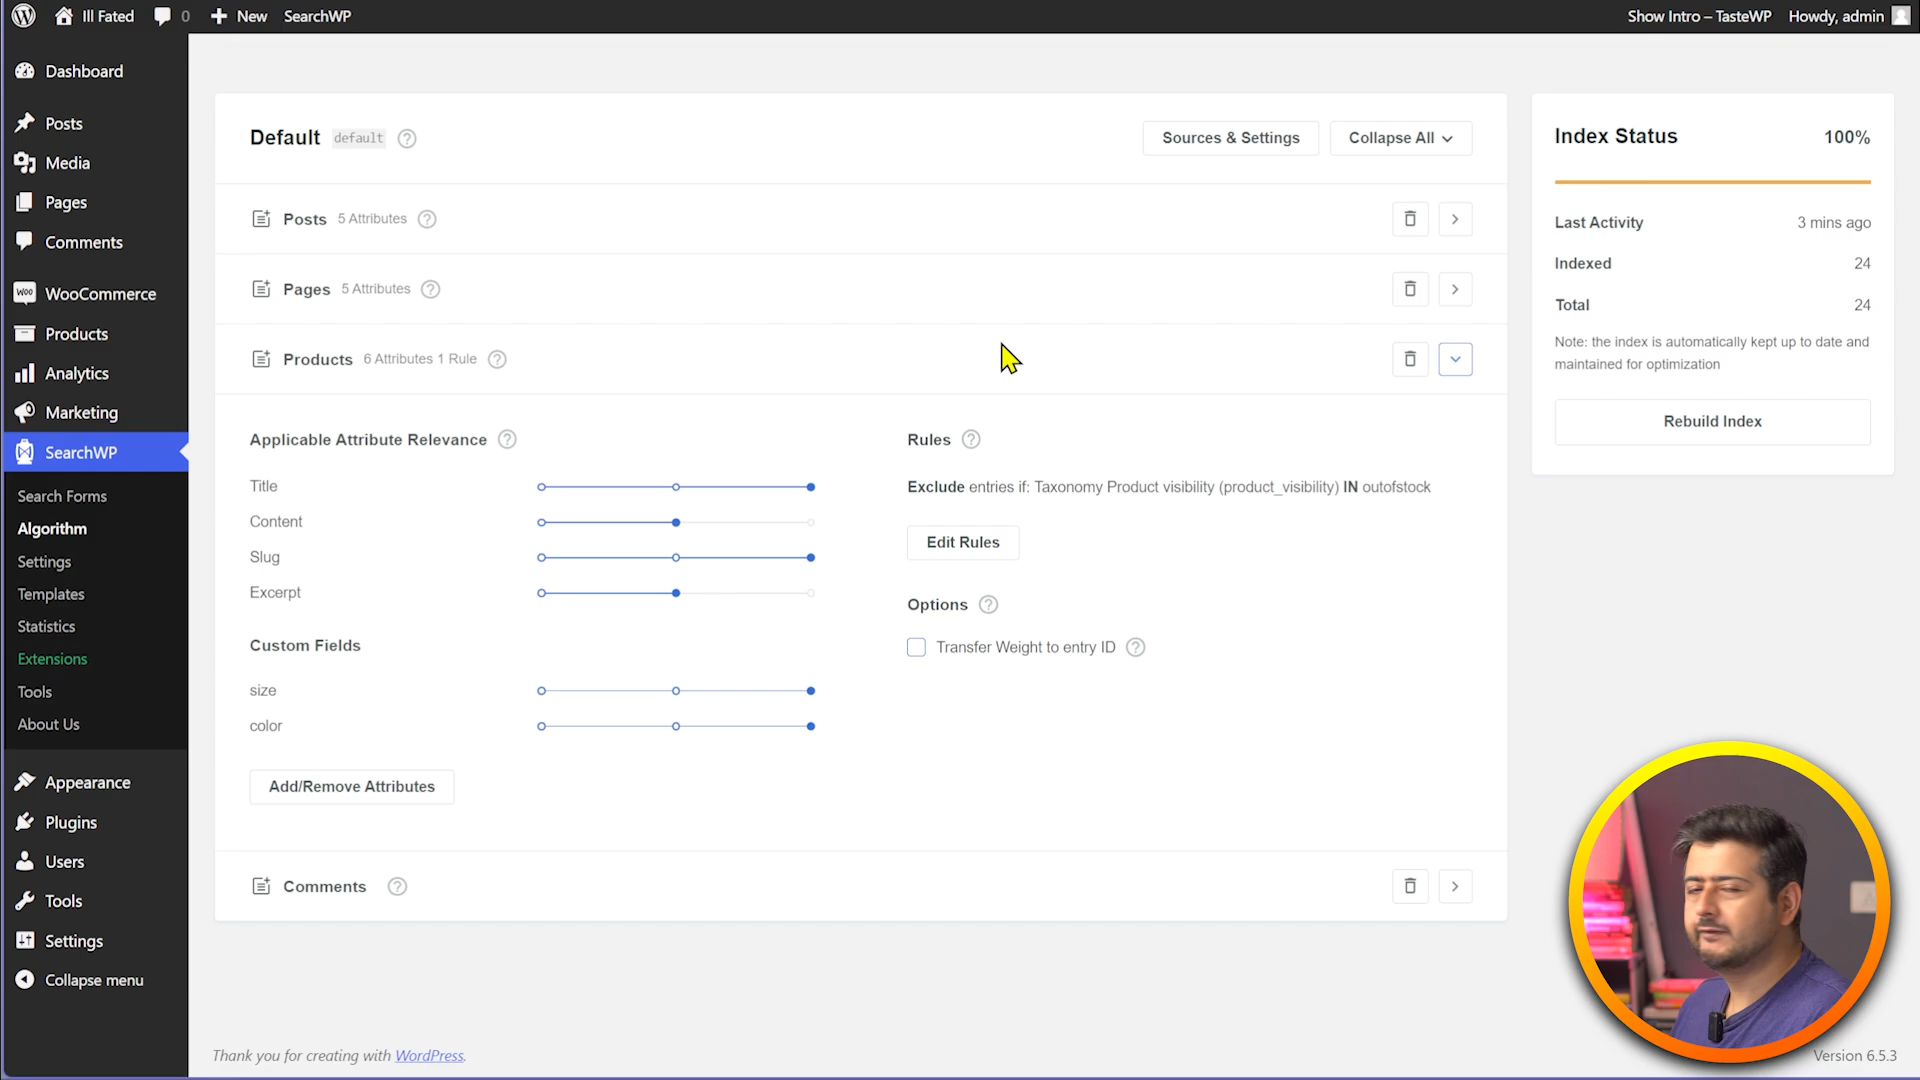 Ill Fated
0
New
SearchWP
Show Intro – TasteWP
Howdy, admin
Dashboard
Posts
Media
Pages
Comments
WOO
WooCommerce
Products
Analytics
Marketing
SearchWP
Search Forms
Algorithm
Settings
Templates
Statistics
Extensions
Tools
About Us
Appearance
Plugins
Users
Tools
Settings
Collapse menu
Default default ?
Sources & Settings
Collapse All
Posts 5 Attributes ?
Pages 5 Attributes ?
Products 6 Attributes 1 Rule ?
Applicable Attribute Relevance ?
Title
Content
Slug
Excerpt
Custom Fields
size
color
Add/Remove Attributes
Rules ?
Exclude entries if: Taxonomy Product visibility (product_visibility) IN outofstock
Edit Rules
Options ?
Transfer Weight to entry ID ?
Comments ?
Index Status 100%
Last Activity 3 mins ago
Indexed 24
Total 24
Note: the index is automatically kept up to date and
maintained for optimization
Rebuild Index
Thank you for creating with WordPress.
Version 6.5.3